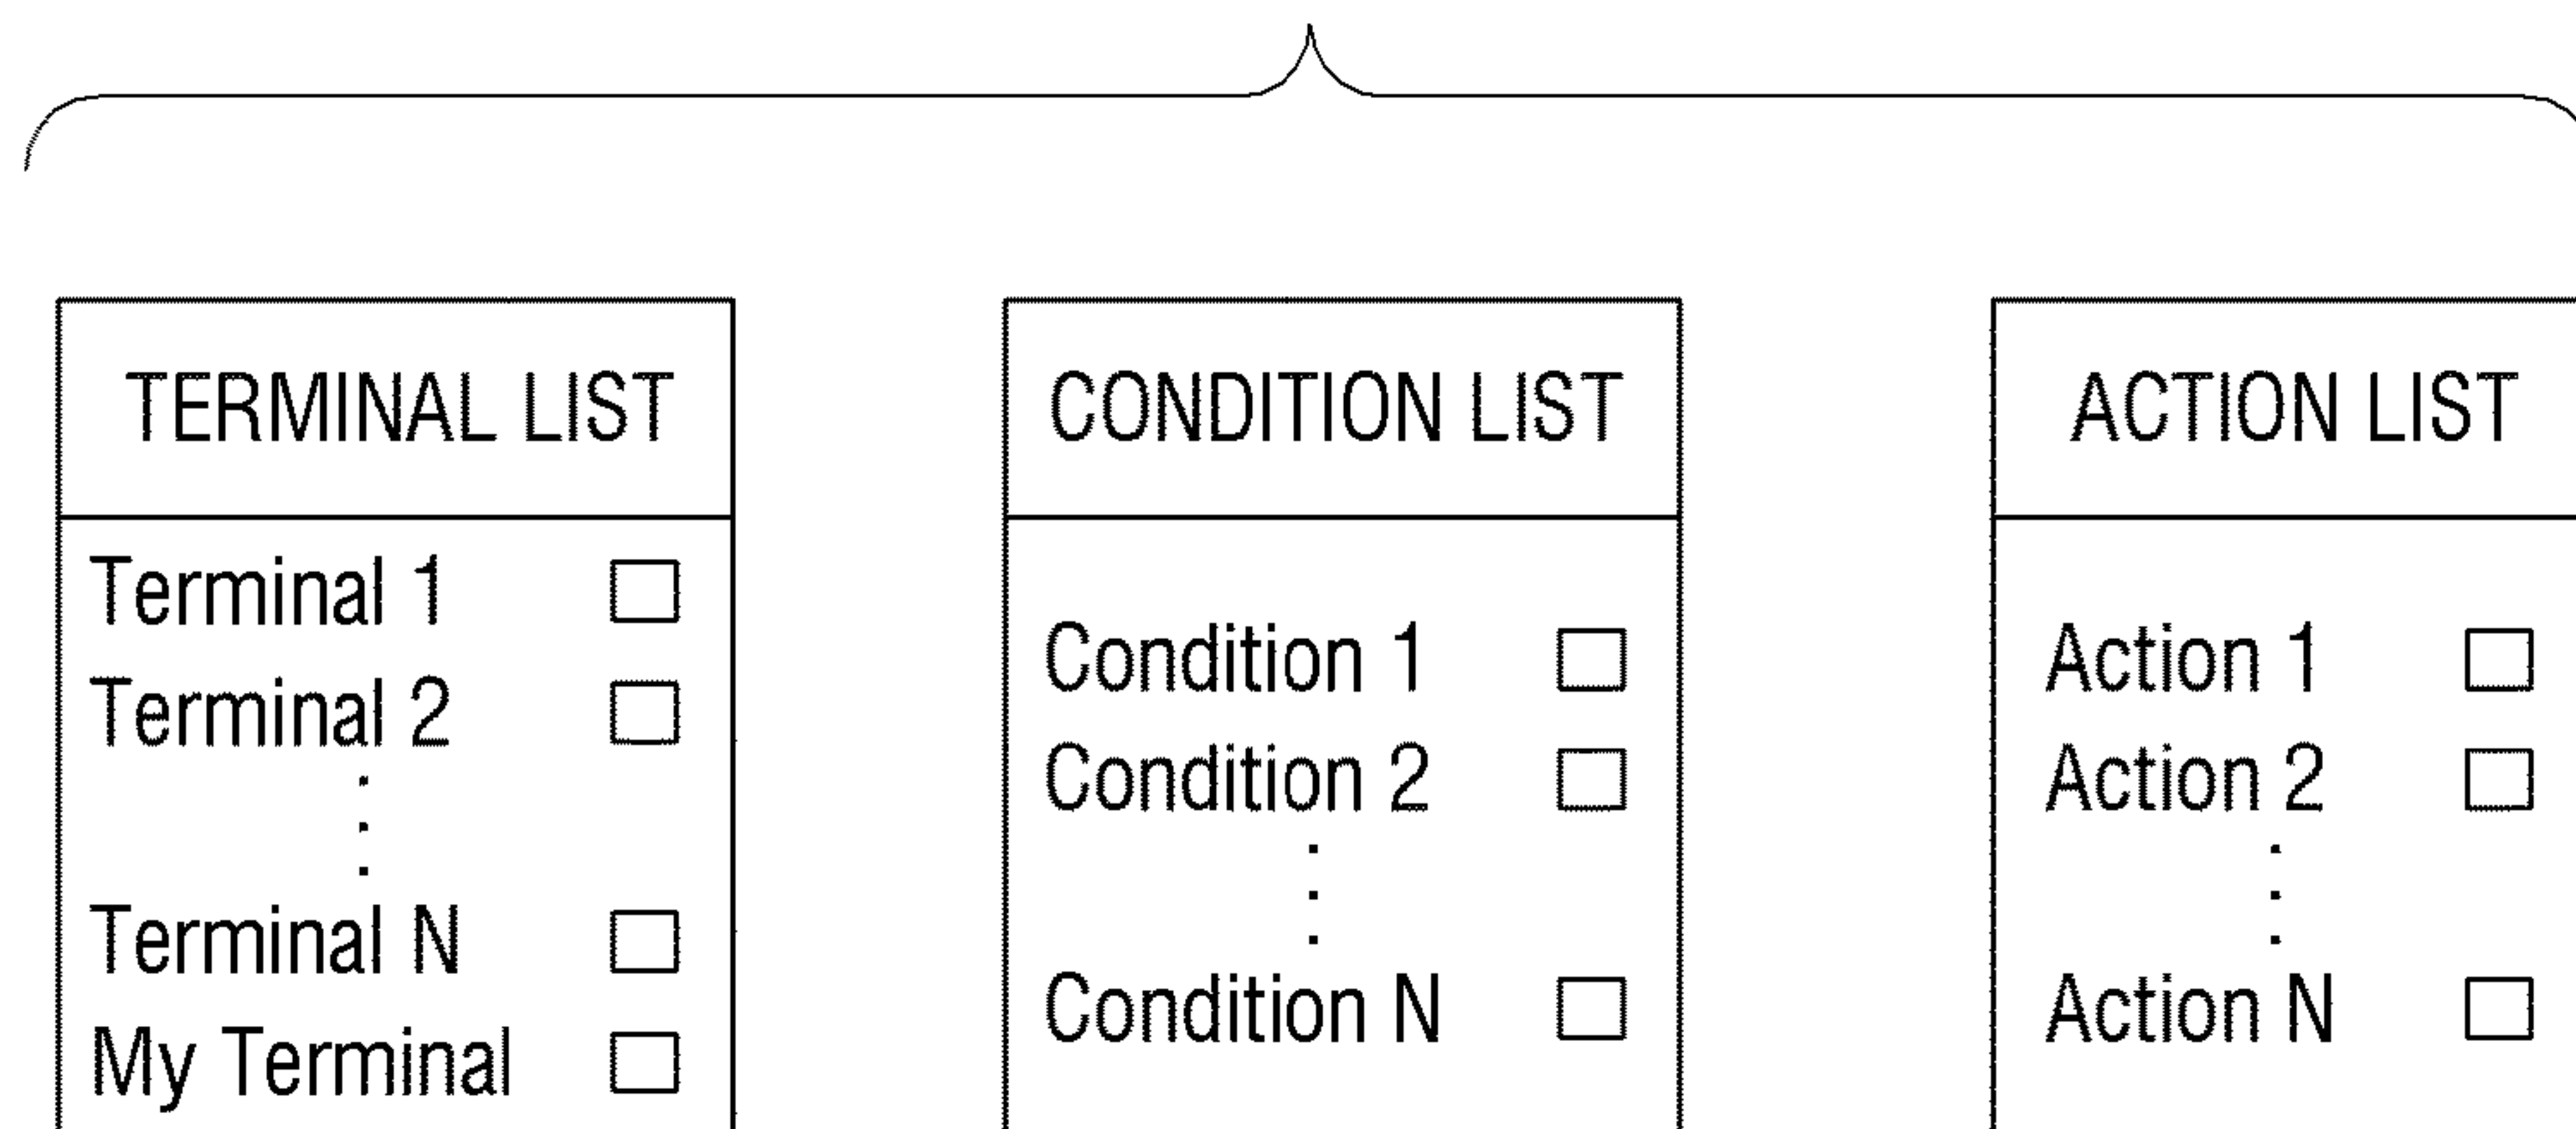 TERMINAL LIST
Terminal 1
Terminal 2
Terminal N
My Terminal
CONDITION LIST
Condition 1
Condition 2
Condition N
ACTION LIST
Action 1
Action 2
Action N